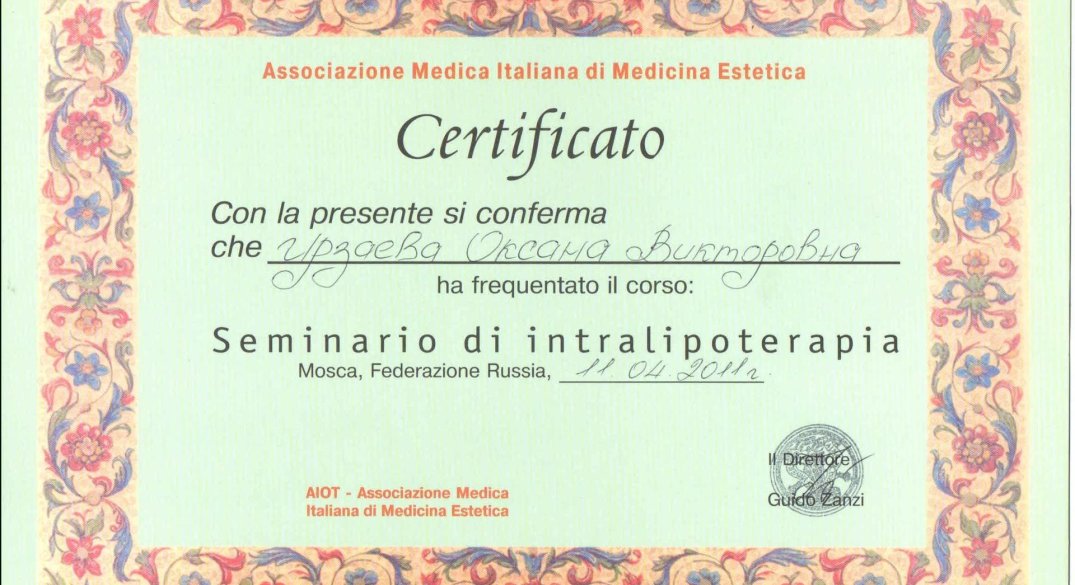 Associazione Medica Italiana di Medicina Estetica
Certificato
Con la presente si conferma
che Урзаева Оксана Викторовна
ha frequentato il corso:
Seminario di intralipoterapia
Mosca, Federazione Russia, 11.04.2011г.
Il Direttore
Guido Zanzi
AIOT - Associazione Medica
Italiana di Medicina Estetica